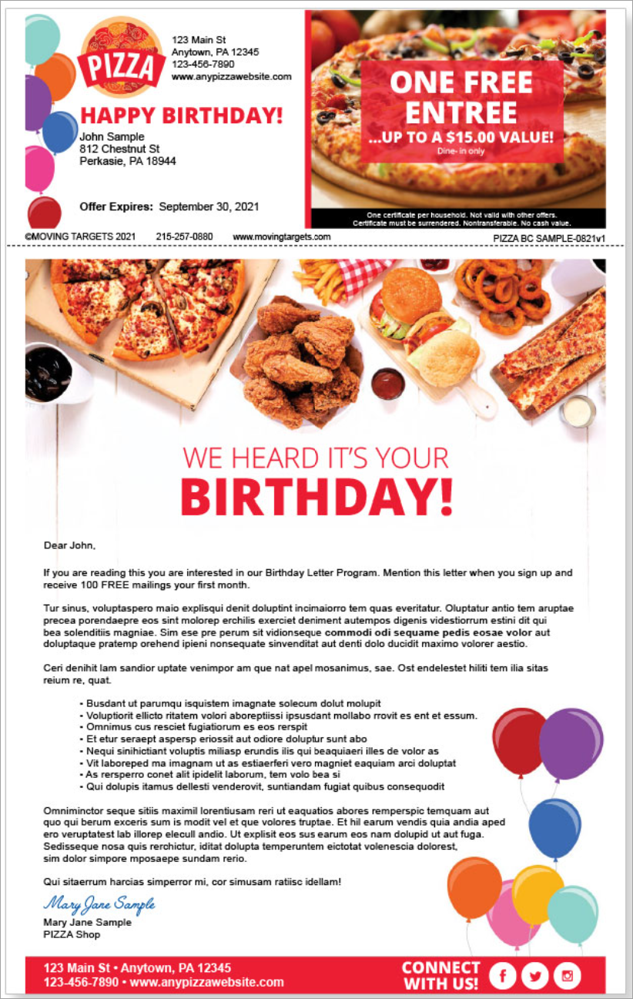 PIZZA
123 Main St
Anytown, PA 12345
123-456-7890
www.anypizzawebsite.com
HAPPY BIRTHDAY!
John Sample
812 Chestnut St
Perkasie, PA 18944
Offer Expires: September 30, 2021
ONE FREE
ENTREE
...UP TO A $15.00 VALUE!
Dine- in only
One certificate per household. Not valid with other offers.
Certificate must be surrendered. Nontransferable. No cash value.
©MOVING TARGETS 2021 215-257-0880 www.movingtargets.com
PIZZA BC SAMPLE-0821v1
WE HEARD IT'S YOUR
BIRTHDAY!
Dear John,
If you are reading this you are interested in our Birthday Letter Program. Mention this letter when you sign up and
receive 100 FREE mailings your first month.
Tur sinus, voluptaspero maio explisqui denit doluptint incimaiorro tem quas everitatur. Oluptatur antio tem aruptae
precea porendaepre eos sint molorep erchilis exerciet deniment autempos digenis videstiorrum estini dit qui
bea solenditiis magniae. Sim ese pre perum sit vidionseque commodi odi sequame pedis eosae volor aut
doluptaque pratemp orehend ipieni nonsequate sinvenditat aut denti dolo ducidit maximo volorer aestio.
Ceri denihit lam sandior uptate venimpor am que nat apel mosanimus, sae. Ost endelestet hiliti tem ilia sitas
reium re, quat.
- Busdant ut parumqu isquistem imagnate solecum dolut molupit
- Voluptiorit ellicto ritatem volori aboreptiissi ipsusdant mollabo rrovit es ent et essum.
- Omnimus cus resciet fugiatiorum es eos rerspit
- Et etur seraept aspersp eriossit aut odiore doluptur sunt abo
- Nequi sinihictiant voluptis miliasp erundis ilis qui beaquiaeri illes de volor as
- Vit laboreped ma imagnam ut as estiaerferi vero magniet eaquiam arci doluptat
- As rersperro conet alit ipidelit laborum, tem volo bea si
- Qui dolupis itamus dellesti venderovit, suntiandam fugiat quibus consequodit
Omniminctor seque sitiis maximil lorentiusam reri ut eaquatios abores remperspic temquam aut
quo qui berum exceris sum is modit vel et que volores truptae. Et hil earum vendis quia andia aped
ero veruptatest lab illorep elecull andio. Ut explisit eos sus earum eos nam dolupid ut aut fuga.
Sedisseque nosa quis rerchictur, iditat dolupta temperuntem eictotat volenescia dolorest,
sim dolor simpore mposaepe sundam rerio.
Qui sitaerrum harcias simperror mi, cor simusam ratiisc idellam!
Mary Jane Sample
Mary Jane Sample
PIZZA Shop
123 Main St • Anytown, PA 12345
123-456-7890 • www.anypizzawebsite.com
CONNECT
WITH US!